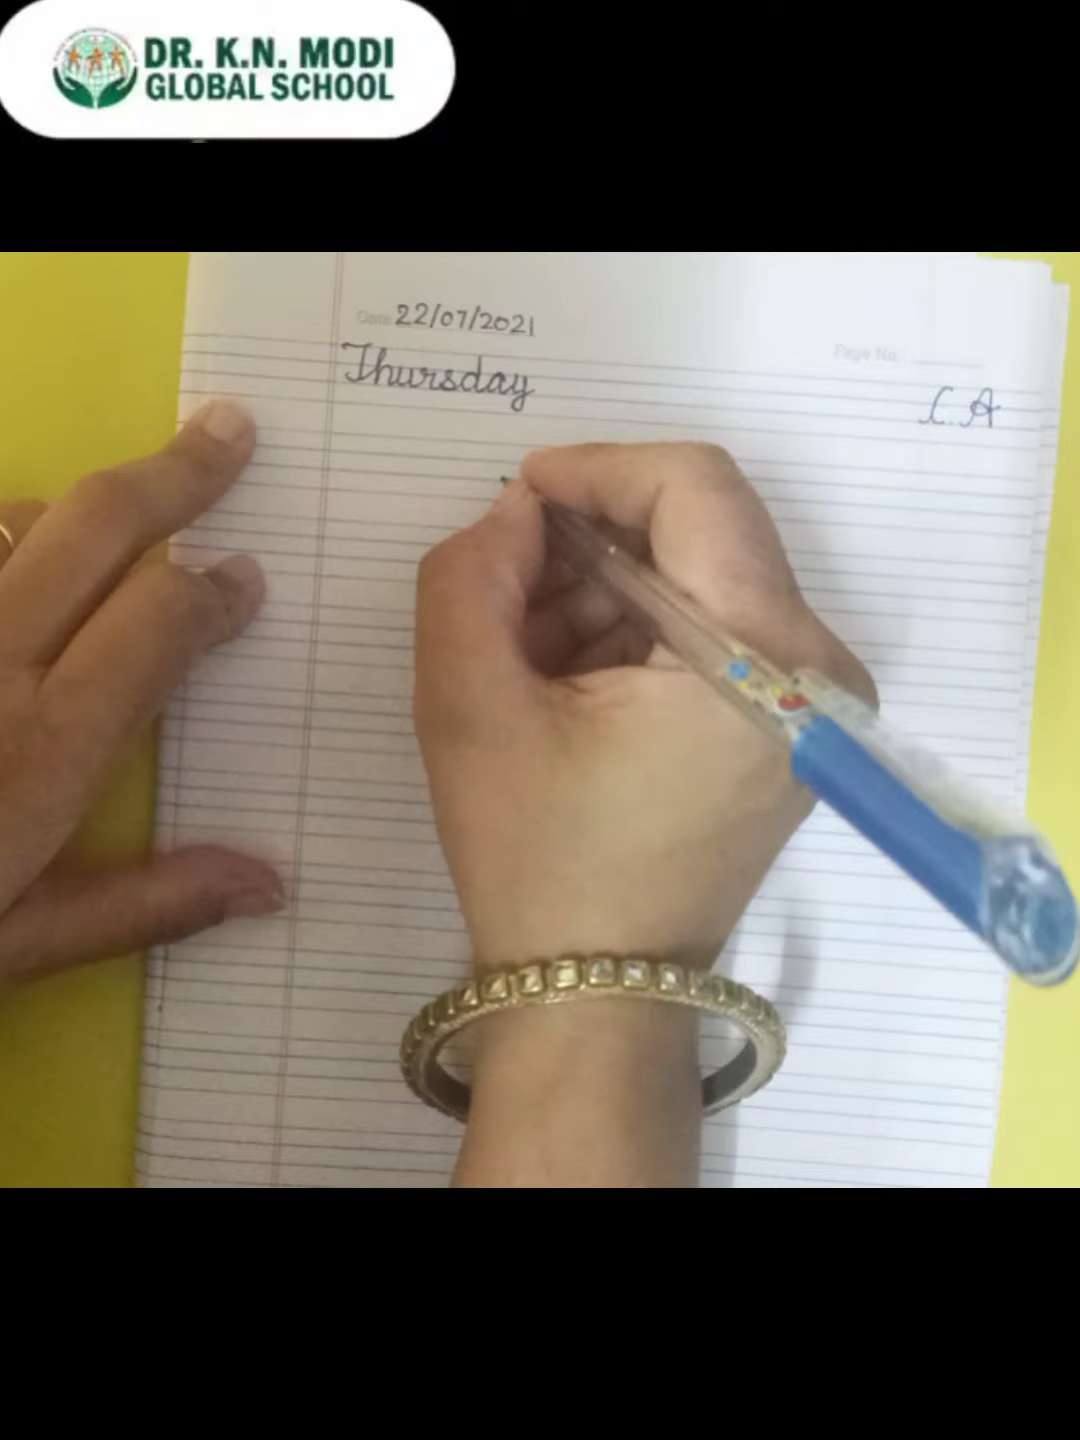 DR. K.N. MODI
GLOBAL SCHOOL
Date 22/07/2021
Page No.
Thursday
C.A